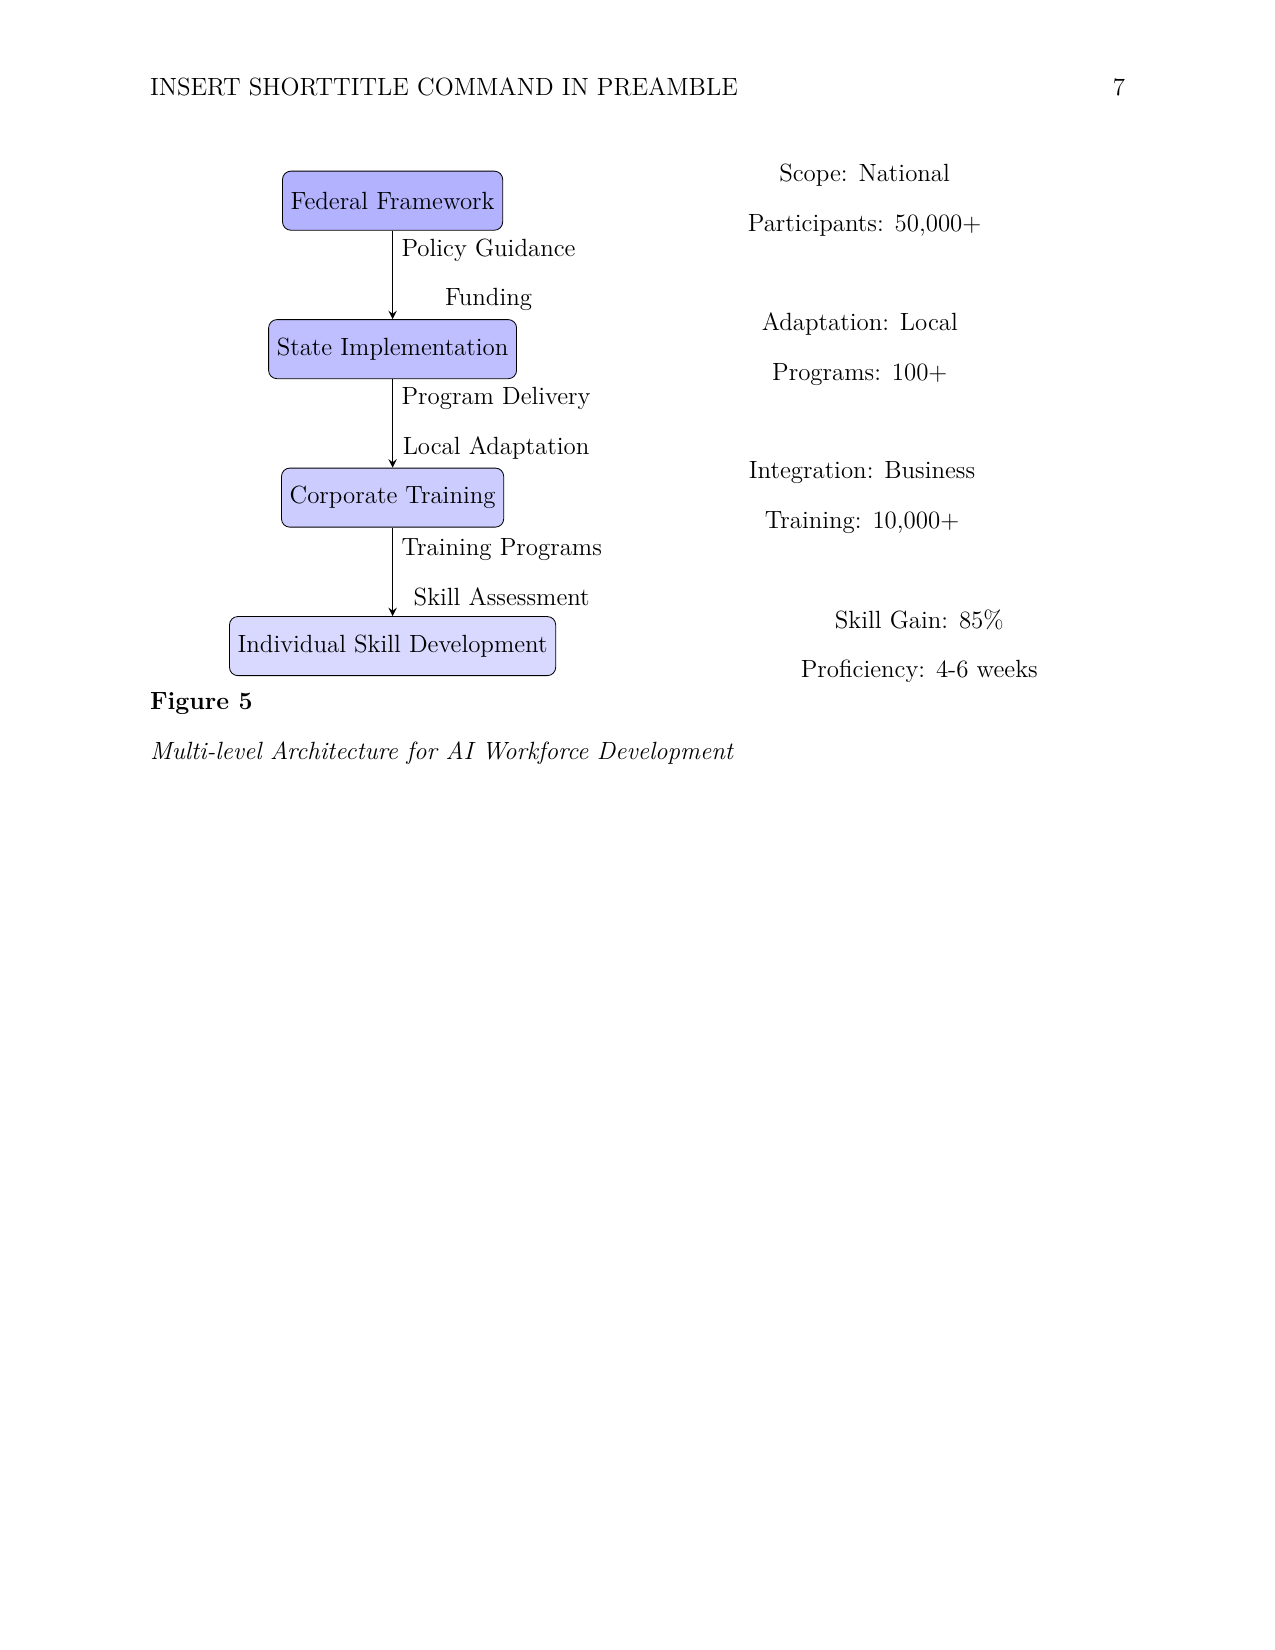 INSERT SHORTTITLE COMMAND IN PREAMBLE 7
Federal Framework
Scope: National
Participants: 50,000+
Policy Guidance
Funding
State Implementation
Adaptation: Local
Programs: 100+
Program Delivery
Local Adaptation
Corporate Training
Integration: Business
Training: 10,000+
Training Programs
Skill Assessment
Individual Skill Development
Skill Gain: 85%
Proficiency: 4-6 weeks
Figure 5
Multi-level Architecture for AI Workforce Development